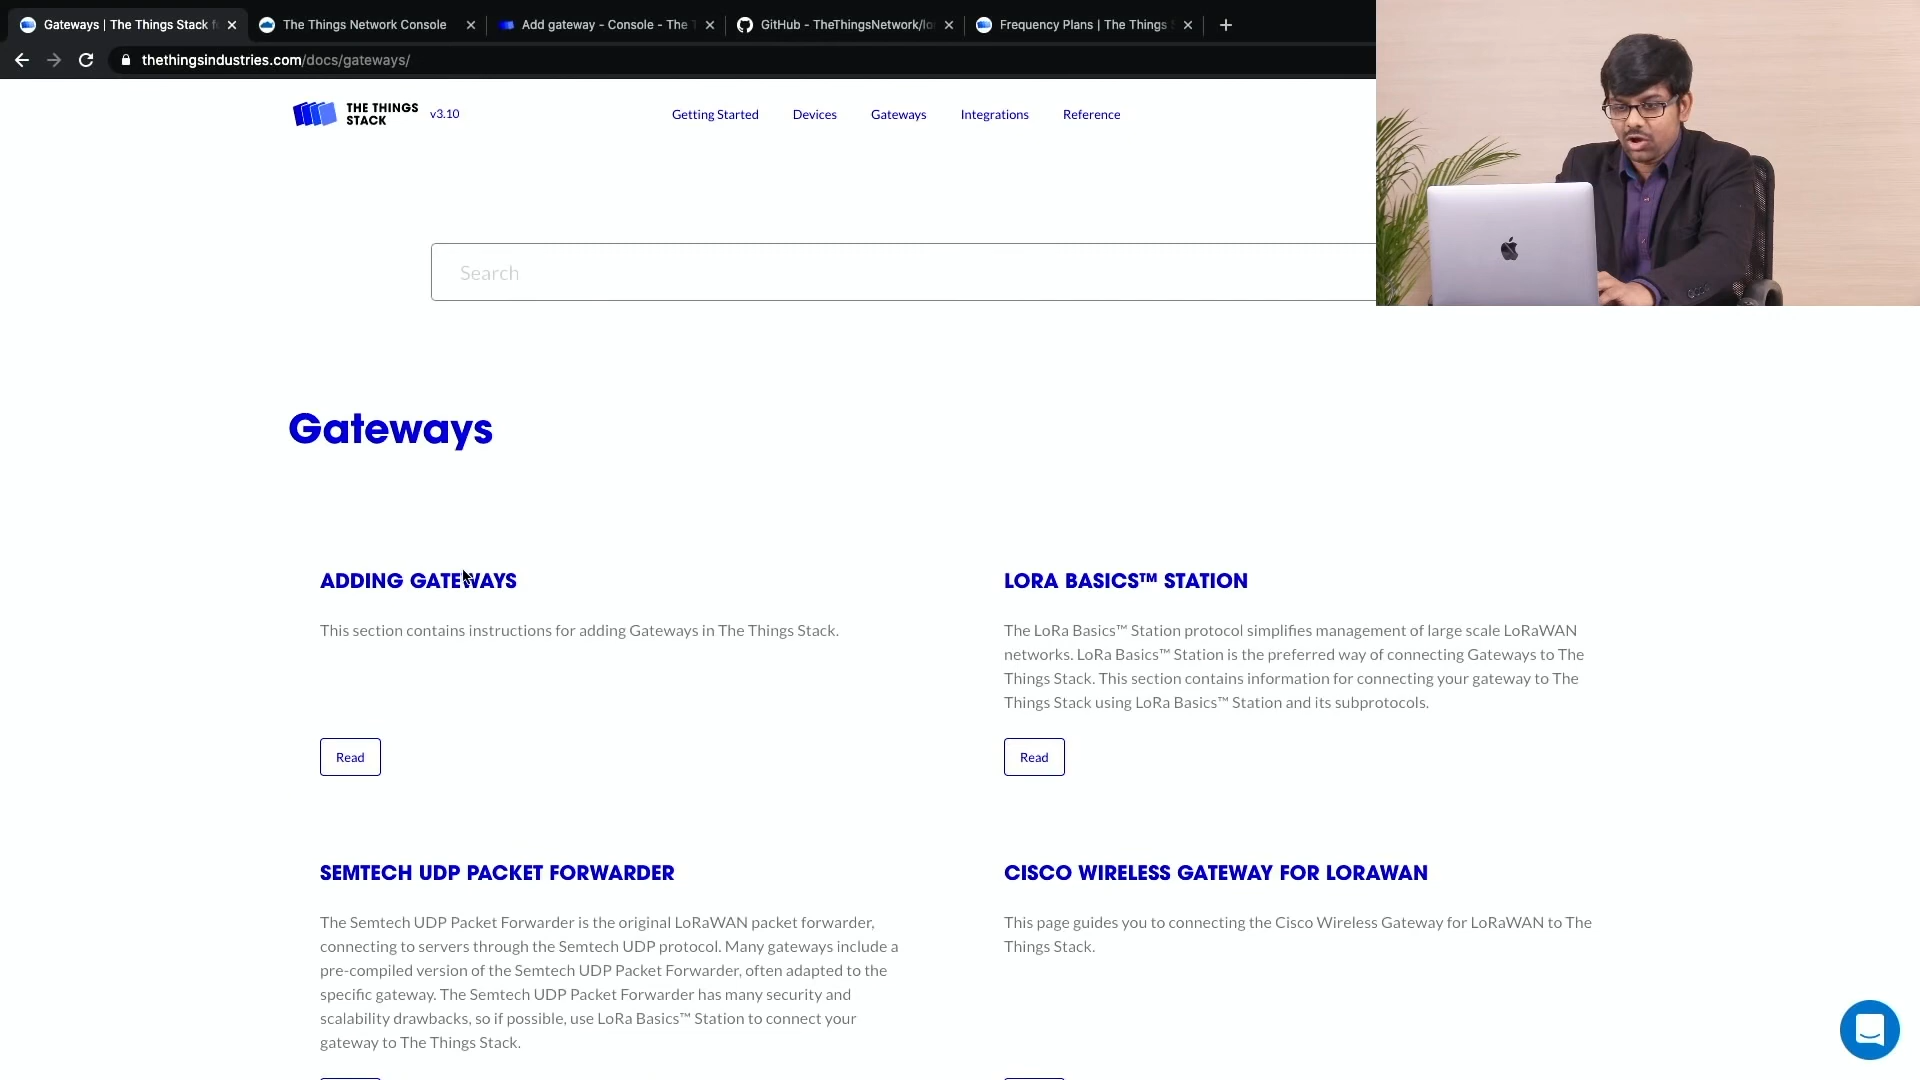 Gateways | The Things Stack f
The Things Network Console
Add gateway - Console - The T
GitHub - TheThingsNetwork/lo
Frequency Plans | The Things S
thethingsindustries.com/docs/gateways/
THE THINGS
STACK
v3.10
Getting Started
Devices
Gateways
Integrations
Reference
Search
Gateways
ADDING GATEWAYS
This section contains instructions for adding Gateways in The Things Stack.
Read
LORA BASICS™ STATION
The LoRa Basics™ Station protocol simplifies management of large scale LoRaWAN
networks. LoRa Basics™ Station is the preferred way of connecting Gateways to The
Things Stack. This section contains information for connecting your gateway to The
Things Stack using LoRa Basics™ Station and its subprotocols.
Read
SEMTECH UDP PACKET FORWARDER
The Semtech UDP Packet Forwarder is the original LoRaWAN packet forwarder,
connecting to servers through the Semtech UDP protocol. Many gateways include a
pre-compiled version of the Semtech UDP Packet Forwarder, often adapted to the
specific gateway. The Semtech UDP Packet Forwarder has many security and
scalability drawbacks, so if possible, use LoRa Basics™ Station to connect your
gateway to The Things Stack.
CISCO WIRELESS GATEWAY FOR LORAWAN
This page guides you to connecting the Cisco Wireless Gateway for LoRaWAN to The
Things Stack.